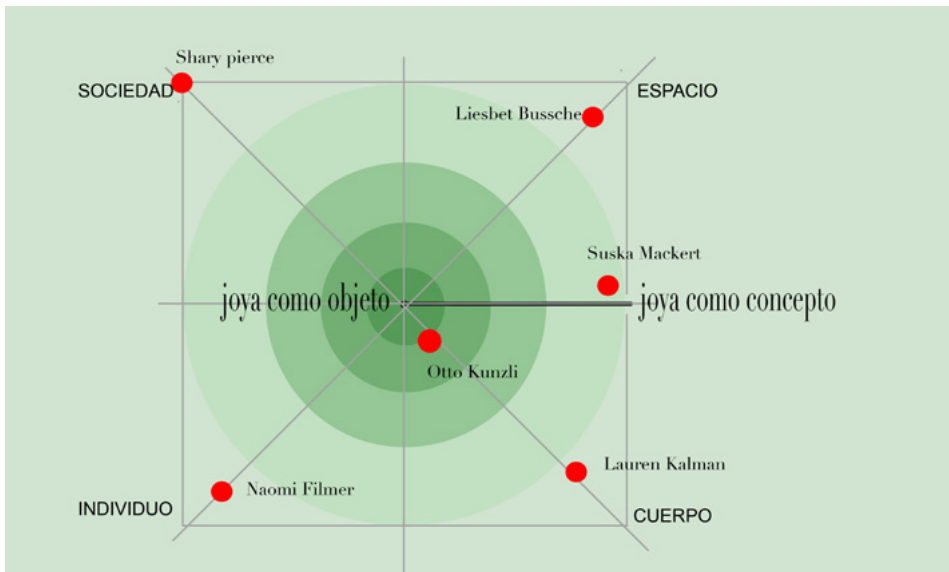 Shary pierce
SOCIEDAD
ESPACIO
Liesbet Bussche
Suska Mackert
joya como objeto
joya como concepto
Otto Kunzli
Lauren Kalman
Naomi Filmer
INDIVIDUO
CUERPO